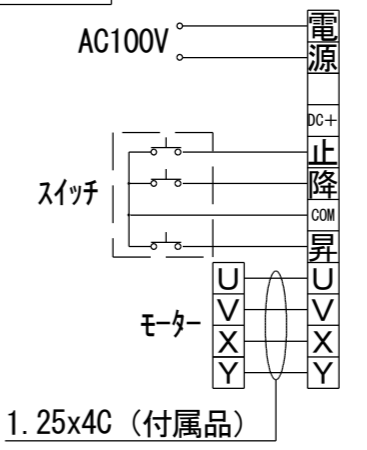 AC100V
電
源
DC+
止
降
COM
昇
スイッチ
モーター
U U
V V
X X
Y Y
1.25x4C (付属品)